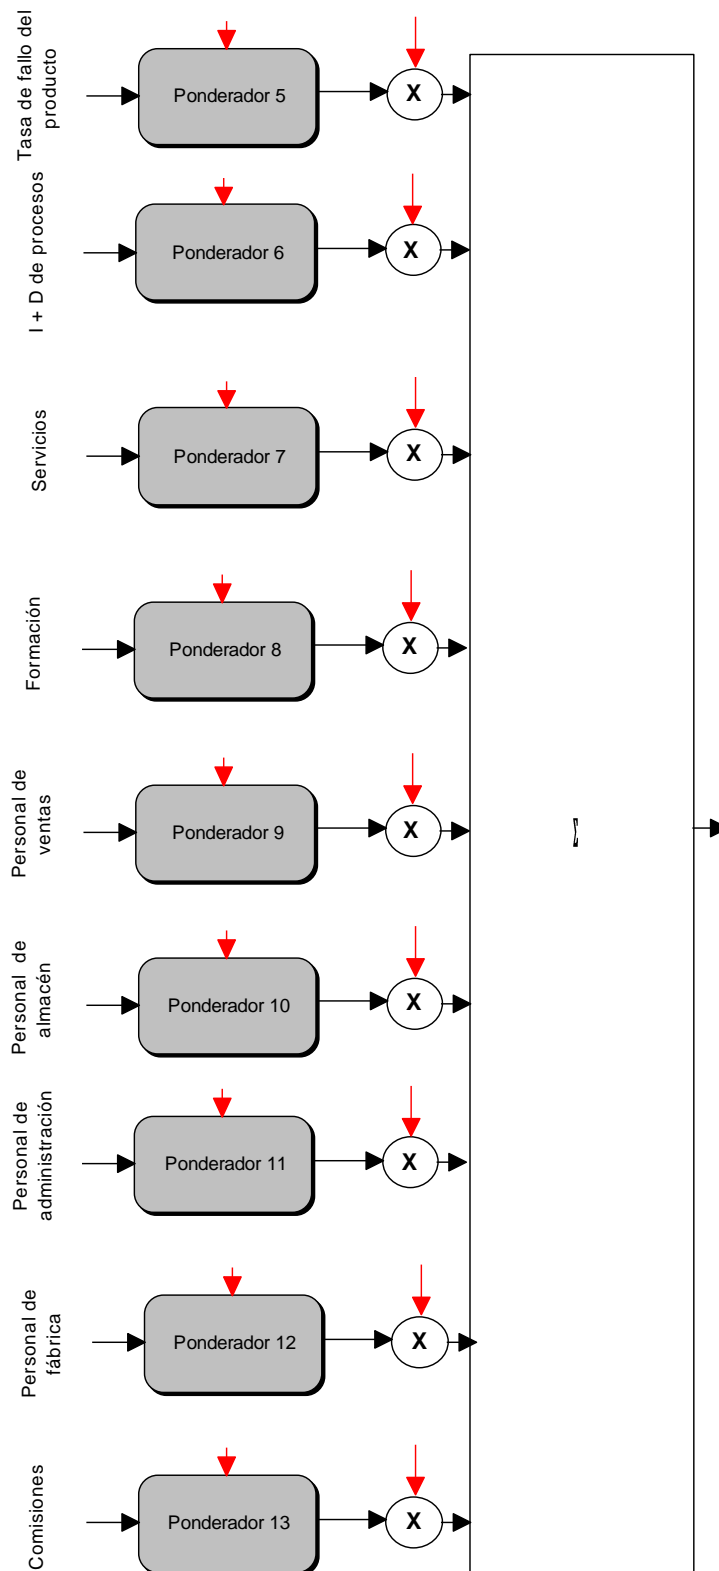 Tasa de fallo del
producto
Ponderador 5
X
I + D de procesos
Ponderador 6
X
Servicios
Ponderador 7
X
Formación
Ponderador 8
X
Personal de
ventas
Ponderador 9
X
Personal de
almacén
Ponderador 10
X
Personal de
administración
Ponderador 11
X
Personal de
fábrica
Ponderador 12
X
Comisiones
Ponderador 13
X